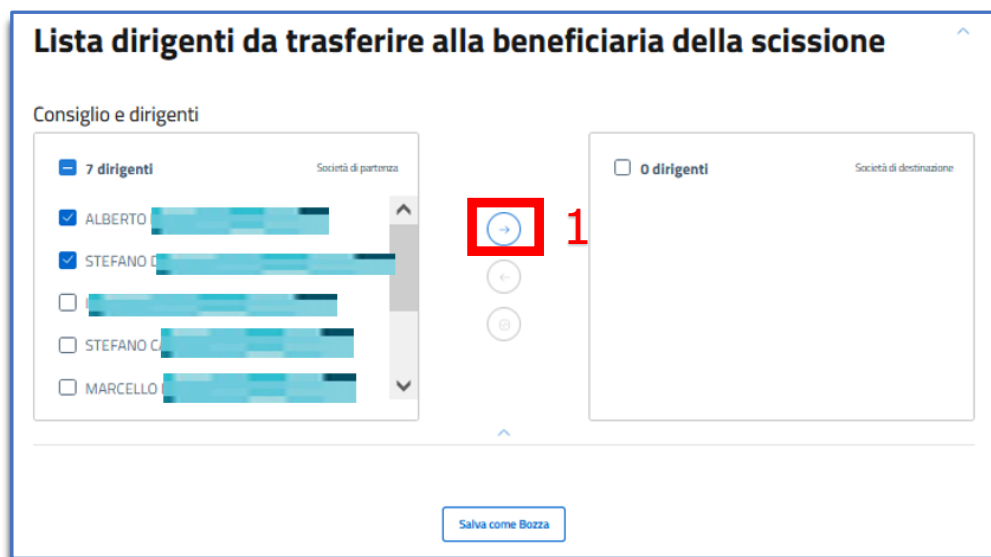 Lista dirigenti da trasferire alla beneficiaria della scissione
Consiglio e dirigenti
7 dirigenti Società di partenza
0 dirigenti Società di destinazione
ALBERTO
STEFANO
STEFANO
MARCELLO
1
Salva come Bozza